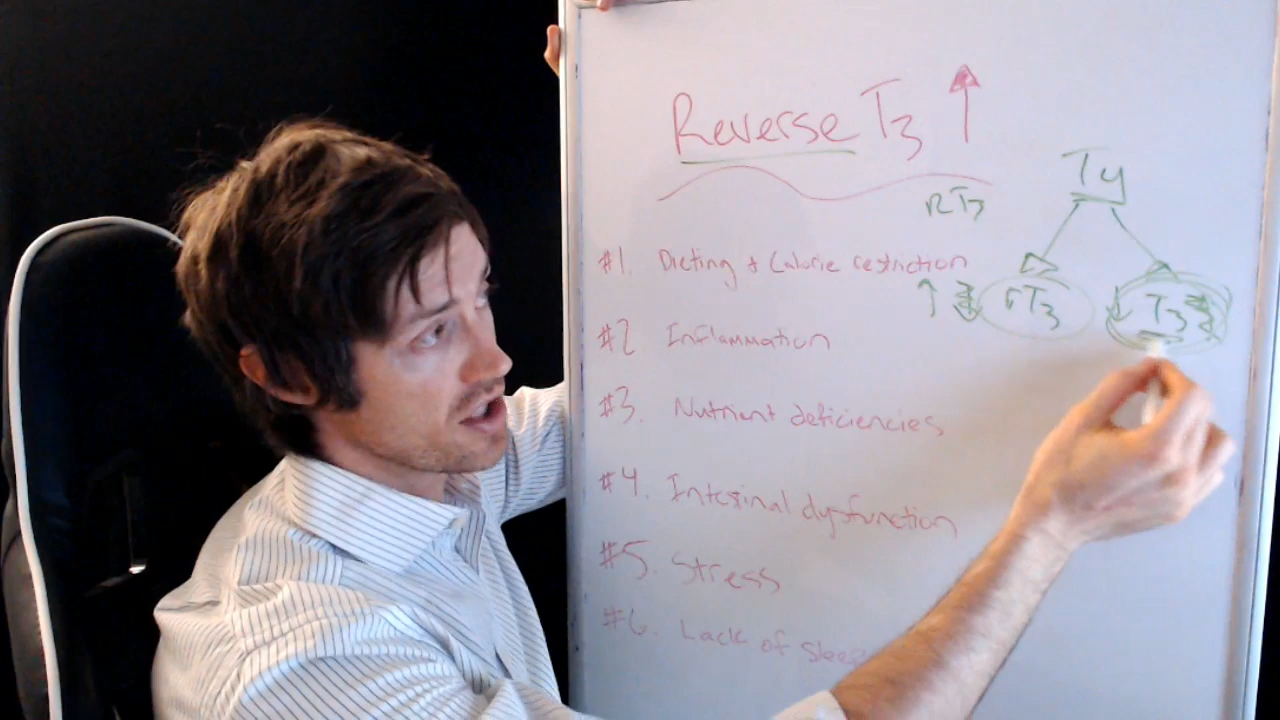 Reverse T3 ↑
T4
RT3
#1. Dieting + Calorie restriction
↑ rT3 ↓ T3
#2 Inflammation
#3. Nutrient deficiencies
#4. Intestinal dysfunction
#5. Stress
#6. Lack of sleep